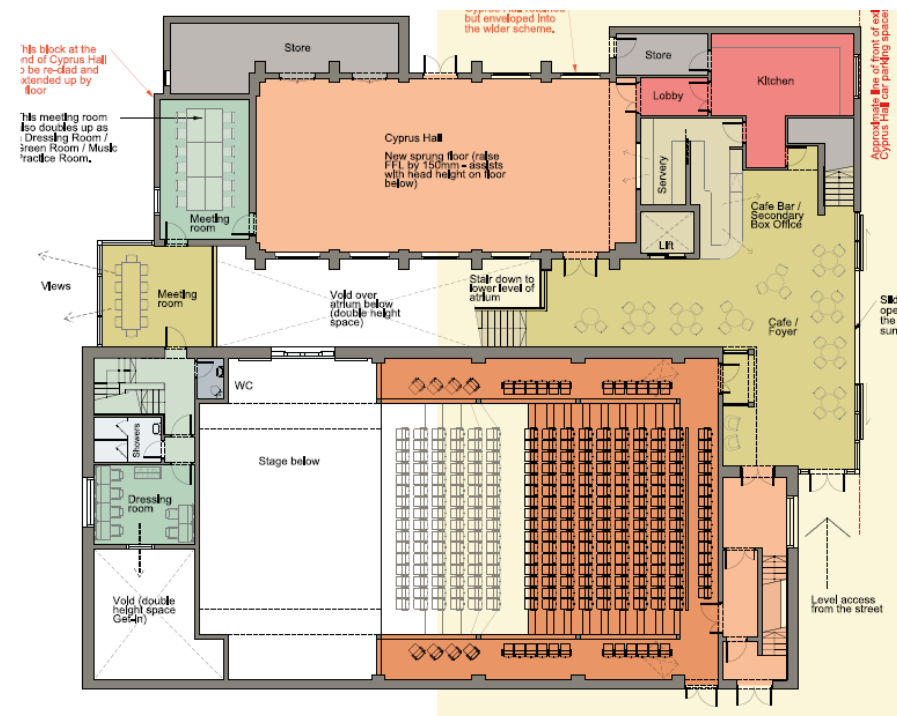 Cyprus Hall retained
but enveloped into
the wider scheme.
This block at the
end of Cyprus Hall
to be re-clad and
extended up by
floor
This meeting room
also doubles up as
a Dressing Room /
Green Room / Music
Practice Room.
Store
Store
Kitchen
Lobby
Approximate line of front of
Cyprus Hall car parking spaces
Cyprus Hall
New sprung floor (raise
FFL by 150mm - assists
with head height on floor
below)
Servery
Meeting
room
Cafe Bar /
Secondary
Box Office
Lift
Views
Meeting
room
Void over
atrium below
(double height
space)
Stair down to
lower level of
atrium
Cafe /
Foyer
the
WC
Showers
Stage below
Dressing
room
Void (double
height space
Get-In)
Level access
from the street